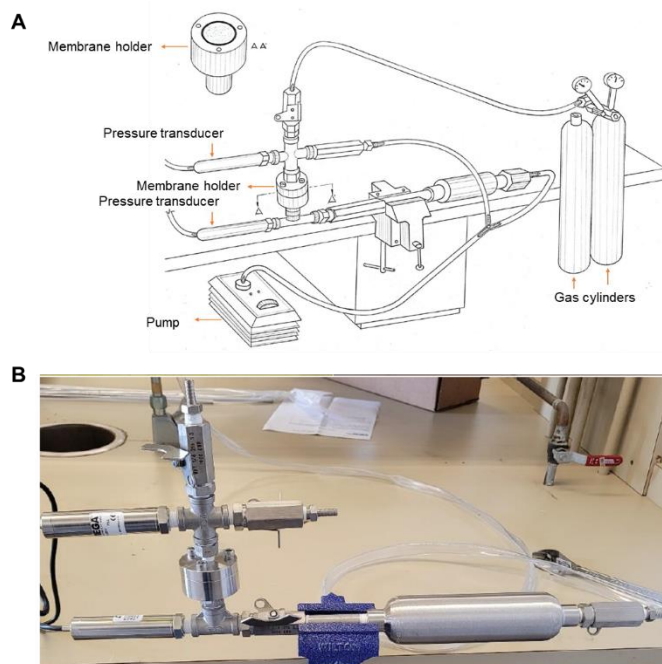 A
Membrane holder
A A'
Pressure transducer
Membrane holder
Pressure transducer
Pump
Gas cylinders
B
WILTON